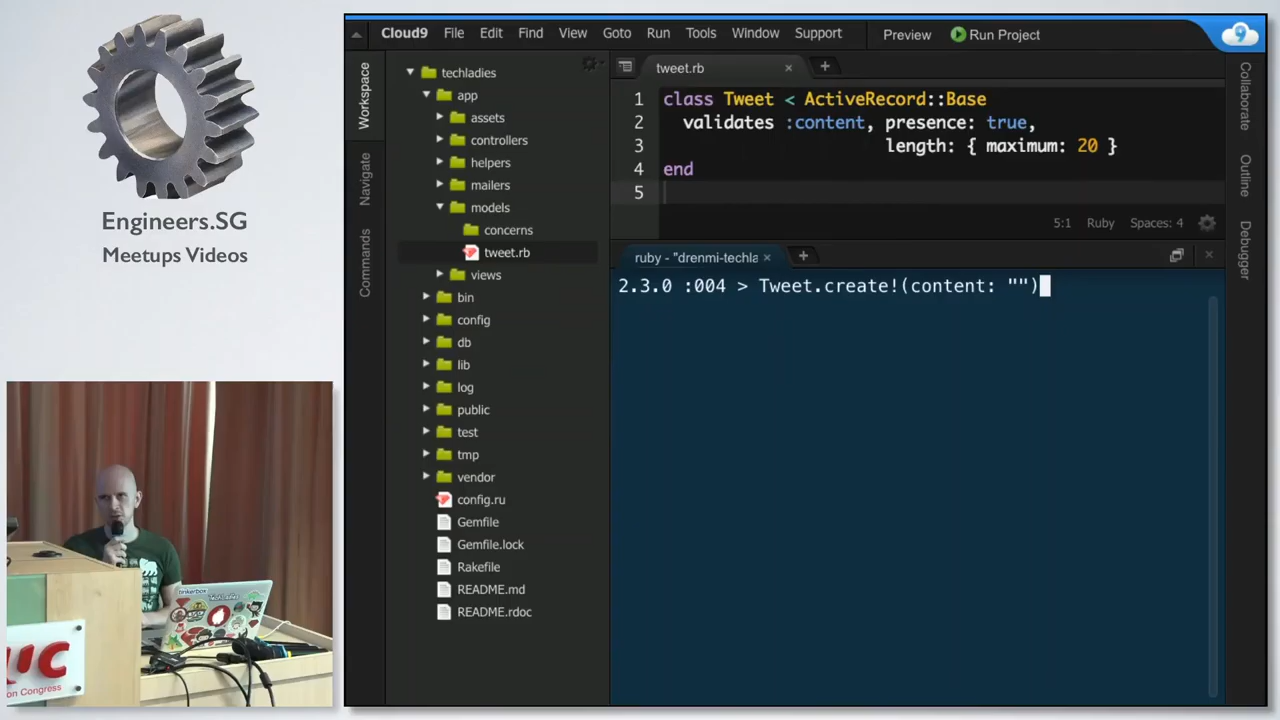 Engineers.SG
Meetups Videos
Cloud9 File Edit Find View Goto Run Tools Window Support Preview Run Project
Workspace
Navigate
Commands
techladies
app
assets
controllers
helpers
mailers
models
concerns
tweet.rb
views
bin
config
db
lib
log
public
test
tmp
vendor
config.ru
Gemfile
Gemfile.lock
Rakefile
README.md
README.rdoc
tweet.rb
1 class Tweet < ActiveRecord::Base
2 validates :content, presence: true,
3 length: { maximum: 20 }
4 end
5
5:1 Ruby Spaces: 4
ruby - "drenmi-techla
2.3.0 :004 > Tweet.create!(content: "")
Collaborate
Outline
Debugger
tinkerbox
on Congress